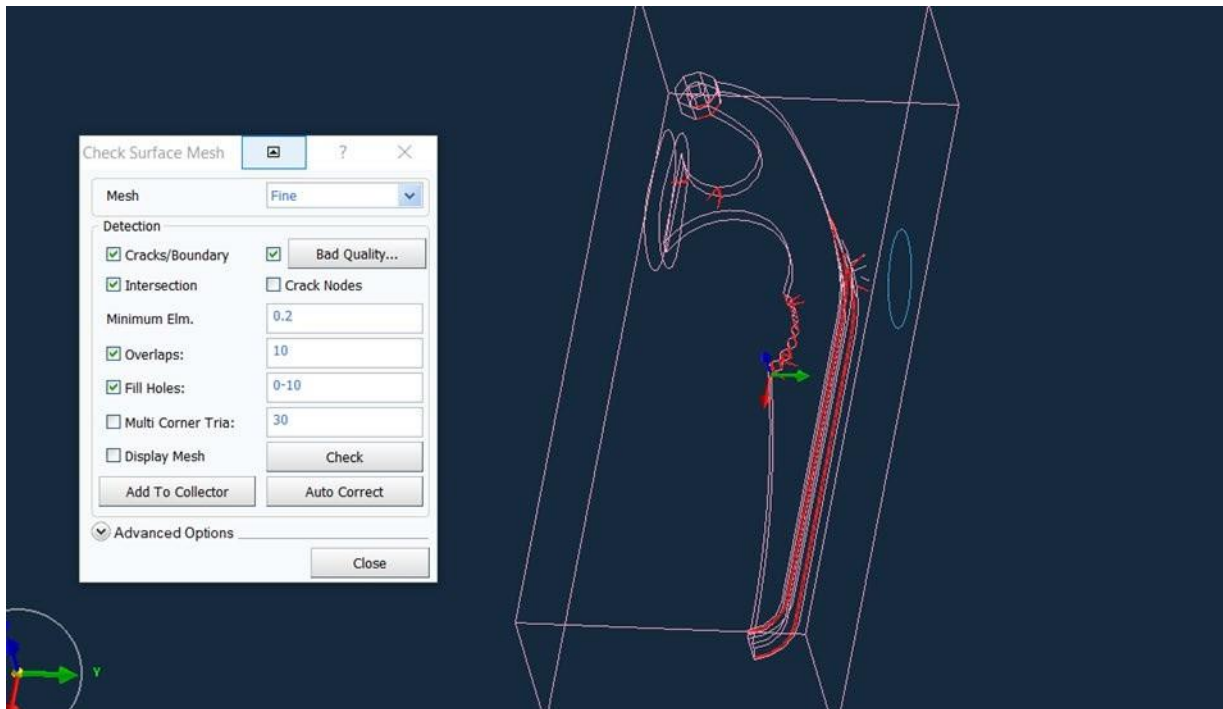 Check Surface Mesh ?
Mesh Fine
Detection
Cracks/Boundary Bad Quality...
Intersection Crack Nodes
Minimum Elm. 0.2
Overlaps: 10
Fill Holes: 0-10
Multi Corner Tria: 30
Display Mesh Check
Add To Collector Auto Correct
Advanced Options
Close
Y